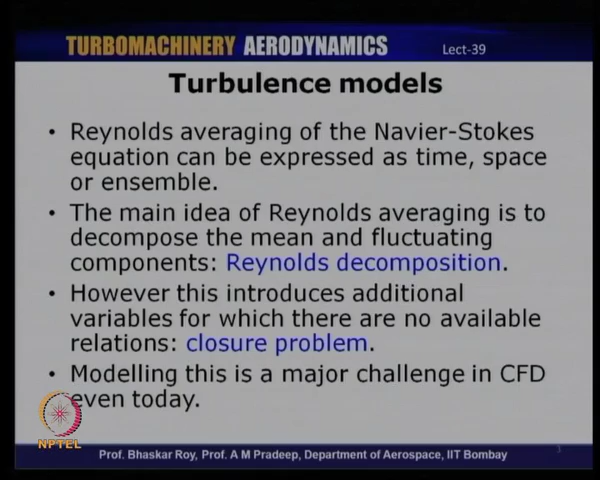 TURBOMACHINERY AERODYNAMICS Lect-39
Turbulence models
• Reynolds averaging of the Navier-Stokes
equation can be expressed as time, space
or ensemble.
• The main idea of Reynolds averaging is to
decompose the mean and fluctuating
components: Reynolds decomposition.
• However this introduces additional
variables for which there are no available
relations: closure problem.
• Modelling this is a major challenge in CFD
even today.
NPTEL
Prof. Bhaskar Roy, Prof. A M Pradeep, Department of Aerospace, IIT Bombay
3